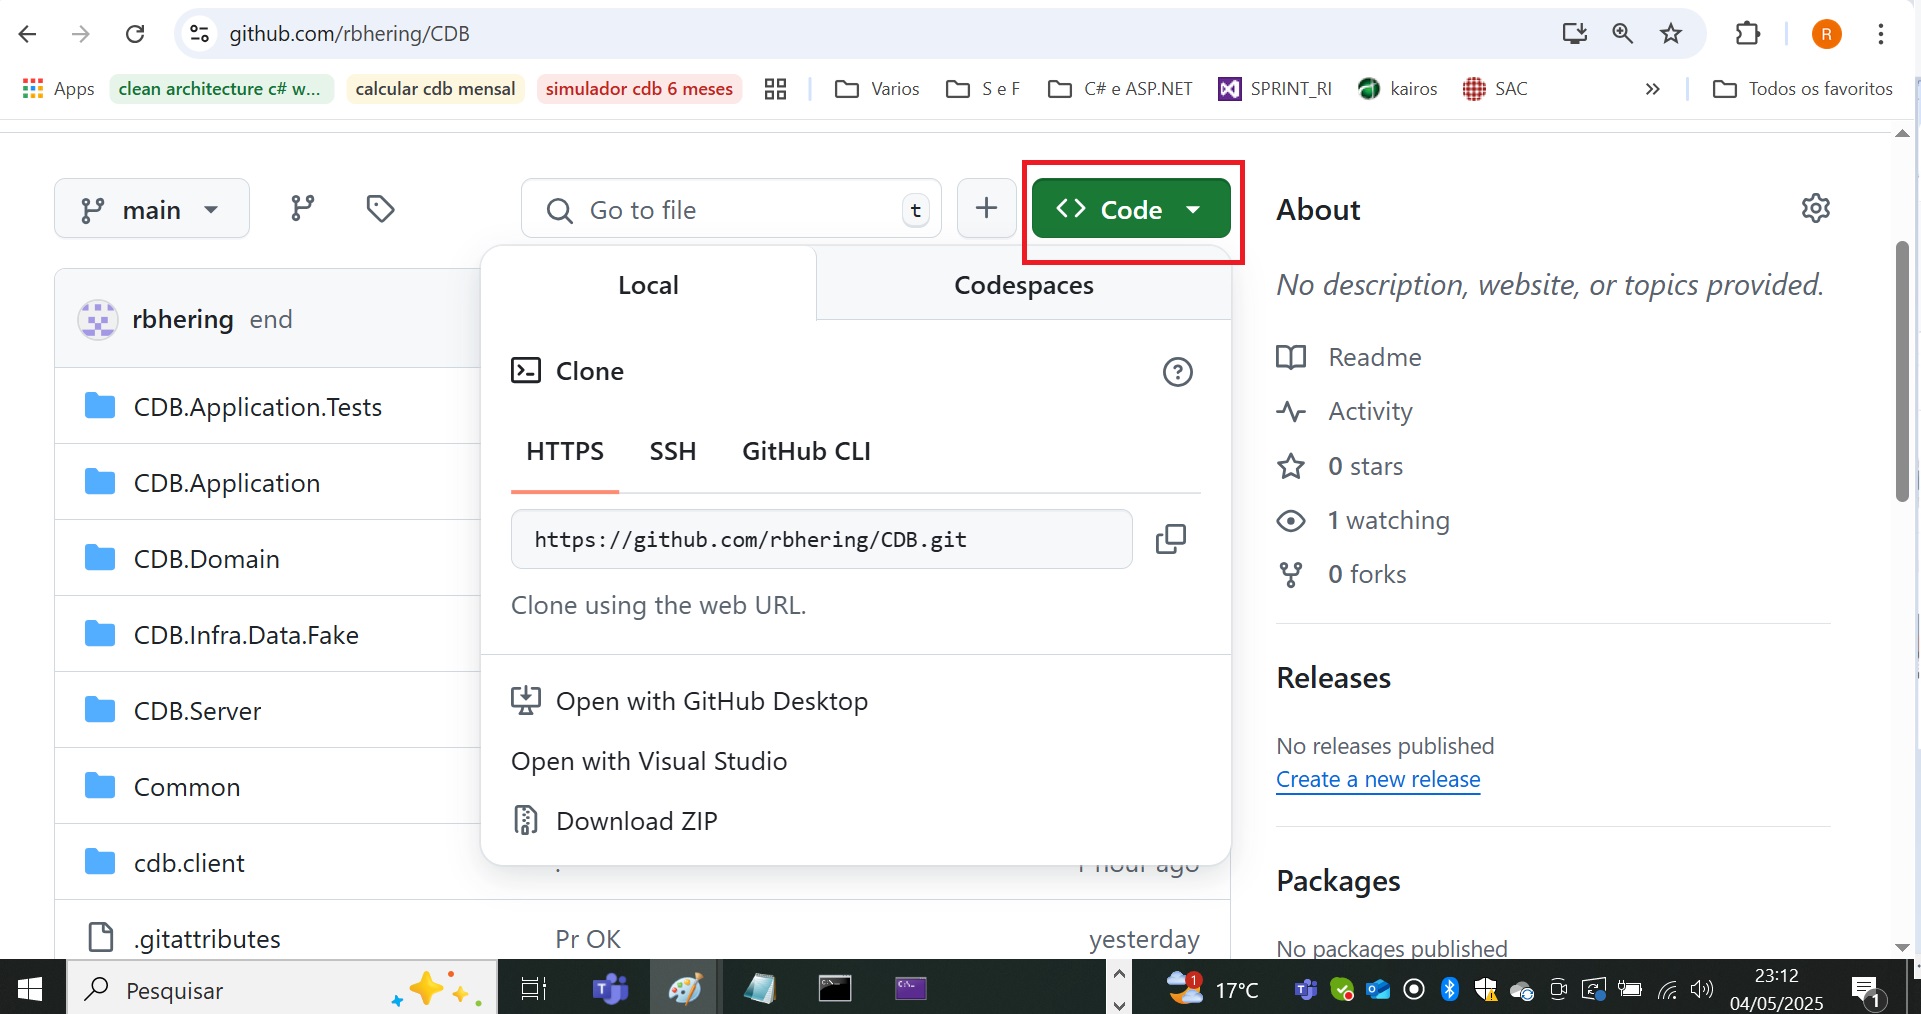 github.com/rbhering/CDB
R
Apps
clean architecture c# w...
calcular cdb mensal
simulador cdb 6 meses
Varios
S e F
C# e ASP.NET
SPRINT_RI
kairos
SAC
»
Todos os favoritos
main
Go to file
t
Code
About
No description, website, or topics provided.
Local
Codespaces
rbhering end
Clone
Readme
CDB.Application.Tests
Activity
HTTPS
SSH
GitHub CLI
0 stars
CDB.Application
https://github.com/rbhering/CDB.git
1 watching
CDB.Domain
0 forks
Clone using the web URL.
CDB.Infra.Data.Fake
Releases
Open with GitHub Desktop
CDB.Server
No releases published
Open with Visual Studio
Create a new release
Common
Download ZIP
cdb.client
. 1 hour ago
Packages
.gitattributes
Pr OK
yesterday
No packages published
Pesquisar
1
17°C
23:12
04/05/2025
1